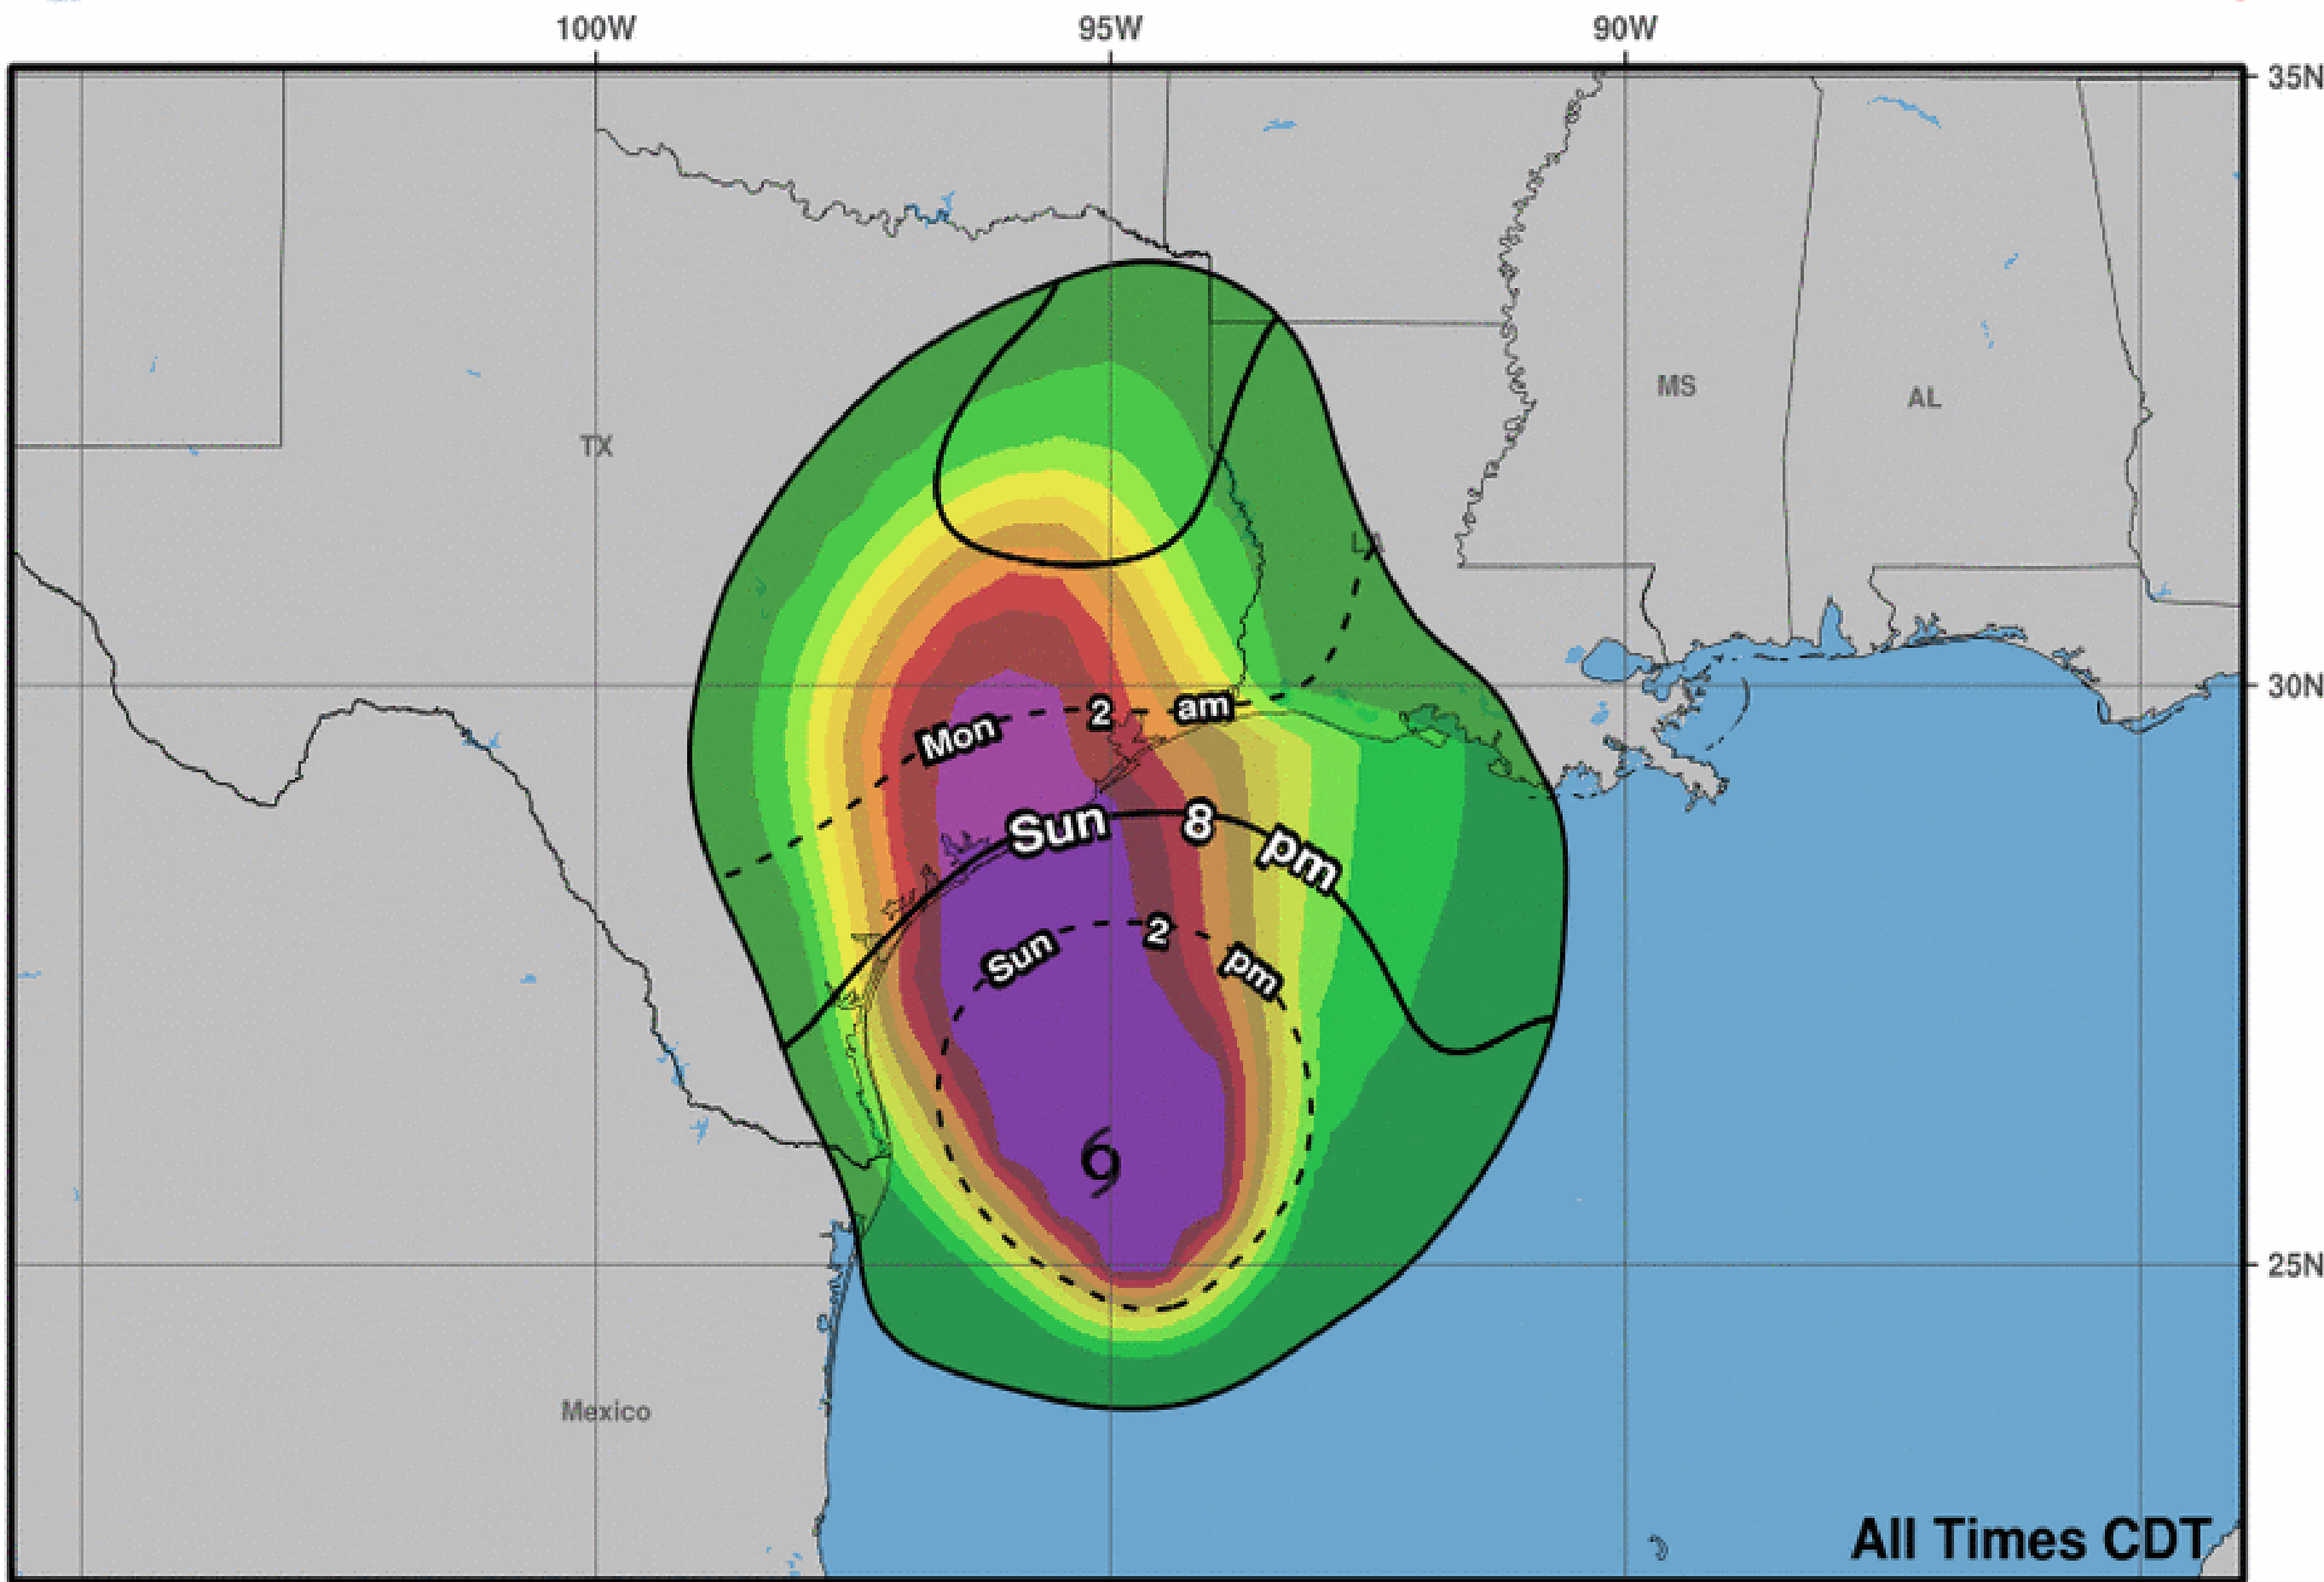 100W 95W 90W
35N
MS
AL
TX
LA
30N
Mon 2 am
Sun 8 pm
Sun 2 pm
25N
Mexico
All Times CDT